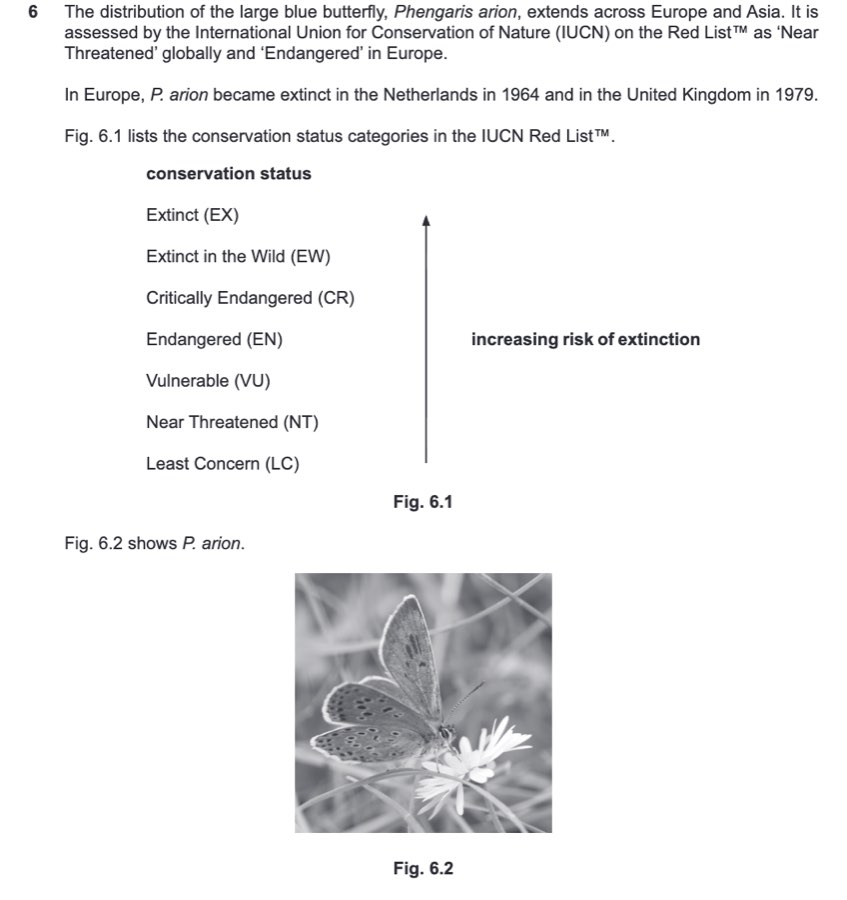 6 The distribution of the large blue butterfly, Phengaris arion, extends across Europe and Asia. It is
assessed by the International Union for Conservation of Nature (IUCN) on the Red List™ as ‘Near
Threatened’ globally and ‘Endangered’ in Europe.
In Europe, P. arion became extinct in the Netherlands in 1964 and in the United Kingdom in 1979.
Fig. 6.1 lists the conservation status categories in the IUCN Red List™.
conservation status
Extinct (EX)
Extinct in the Wild (EW)
Critically Endangered (CR)
Endangered (EN)
increasing risk of extinction
Vulnerable (VU)
Near Threatened (NT)
Least Concern (LC)
Fig. 6.1
Fig. 6.2 shows P. arion.
Fig. 6.2